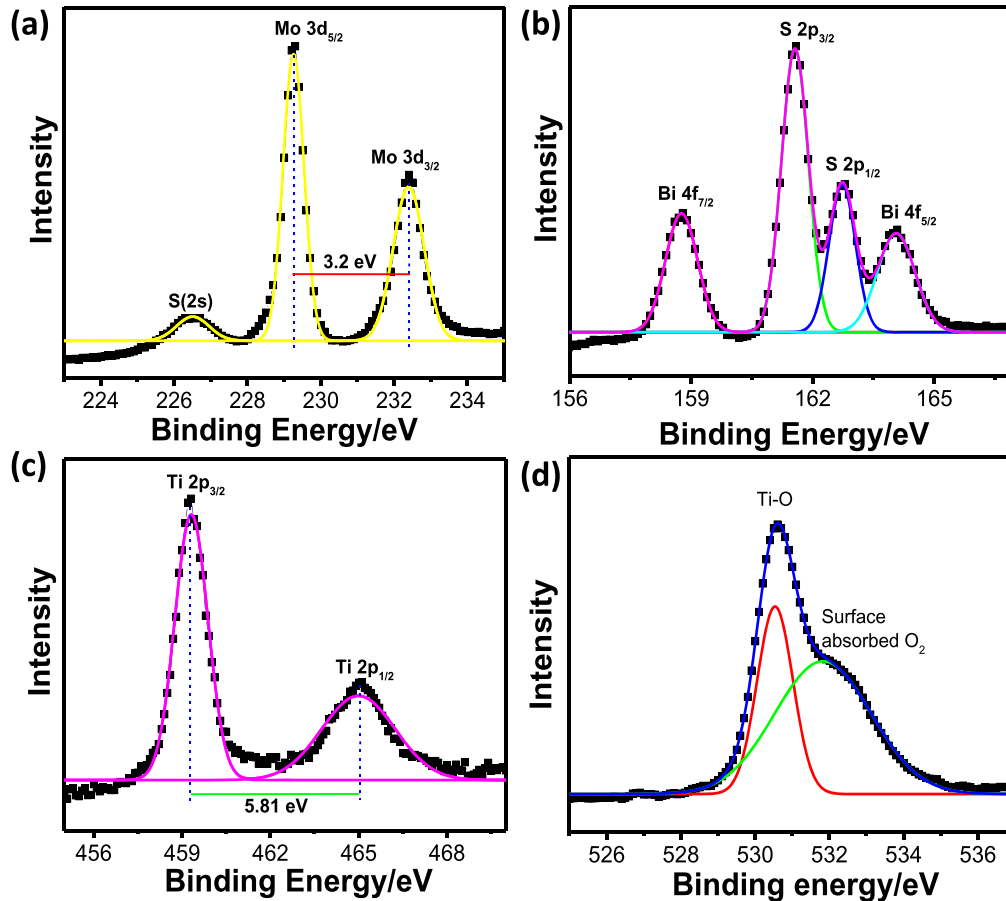 (a)
Mo 3d5/2
Mo 3d3/2
S(2s)
3.2 eV
Intensity
224 226 228 230 232 234
Binding Energy/eV
(b)
S 2p3/2
S 2p1/2
Bi 4f7/2
Bi 4f5/2
Intensity
156 159 162 165
Binding Energy/eV
(c)
Ti 2p3/2
Ti 2p1/2
5.81 eV
Intensity
456 459 462 465 468
Binding Energy/eV
(d)
Ti-O
Surface
absorbed O2
Intensity
526 528 530 532 534 536
Binding energy/eV